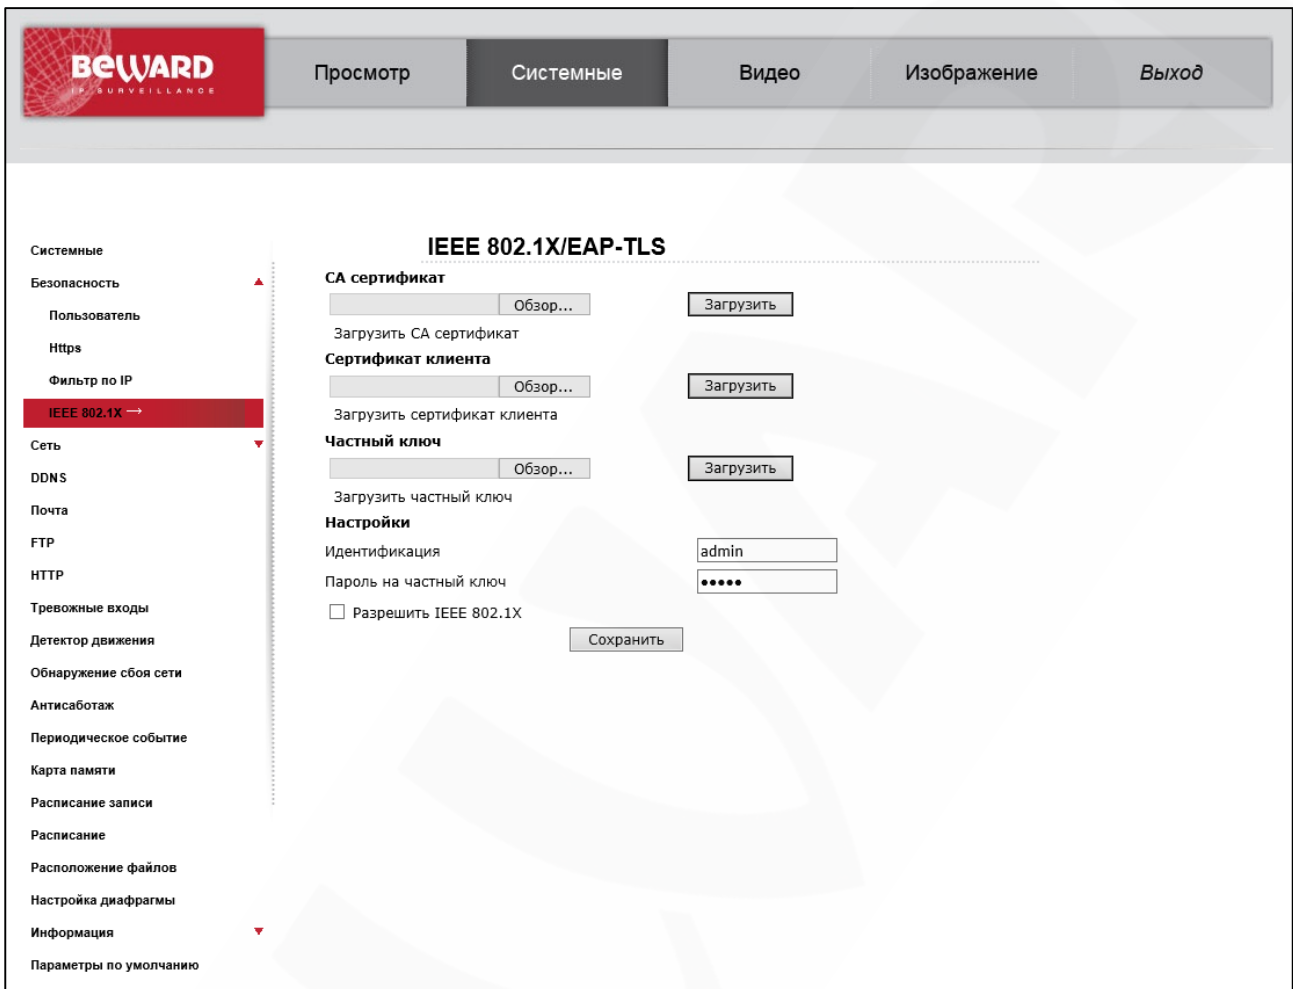 BEWARD
IP SURVEILLANCE
Просмотр
Системные
Видео
Изображение
Выход
Системные
Безопасность
Пользователь
Https
Фильтр по IP
IEEE 802.1X →
Сеть
DDNS
Почта
FTP
HTTP
Тревожные входы
Детектор движения
Обнаружение сбоя сети
Антисаботаж
Периодическое событие
Карта памяти
Расписание записи
Расписание
Расположение файлов
Настройка диафрагмы
Информация
Параметры по умолчанию
IEEE 802.1X/EAP-TLS
СА сертификат
Обзор... Загрузить
Загрузить СА сертификат
Сертификат клиента
Обзор... Загрузить
Загрузить сертификат клиента
Частный ключ
Обзор... Загрузить
Загрузить частный ключ
Настройки
Идентификация admin
Пароль на частный ключ •••••
Разрешить IEEE 802.1X
Сохранить